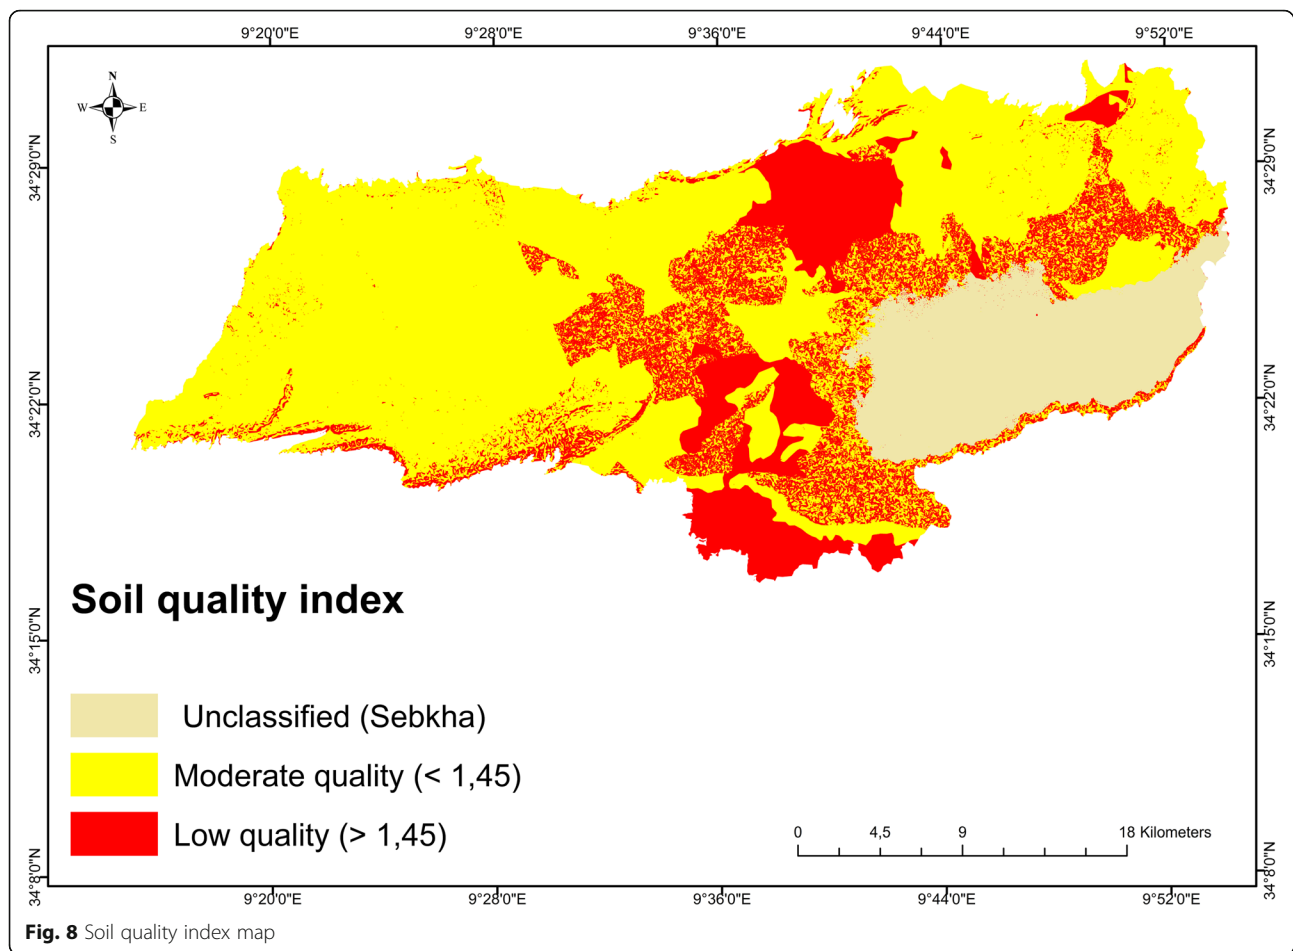 9°20'0"E 9°28'0"E 9°36'0"E 9°44'0"E 9°52'0"E
N
W E
S
34°29'0"N 34°29'0"N
34°22'0"N 34°22'0"N
Soil quality index
34°15'0"N 34°15'0"N
Unclassified (Sebkha)
Moderate quality (< 1,45)
Low quality (> 1,45)
0 4,5 9 18 Kilometers
34°8'0"N 34°8'0"N
9°20'0"E 9°28'0"E 9°36'0"E 9°44'0"E 9°52'0"E
Fig. 8 Soil quality index map